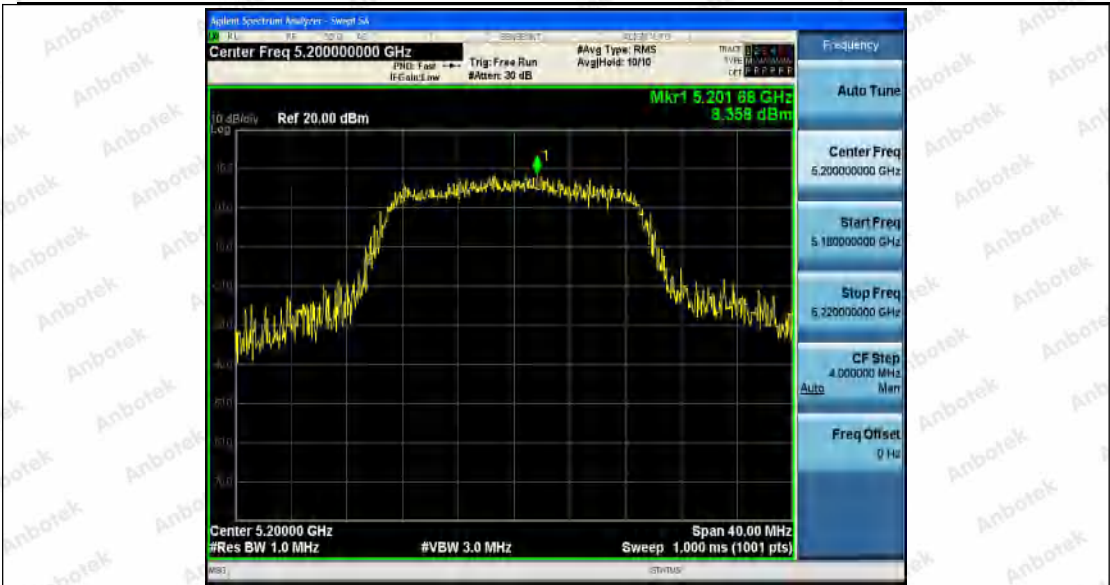 Agilent Spectrum Analyzer - Swept SA
Center Freq 5.200000000 GHz
PNO: Fast
IFGain:Low
Trig: Free Run
#Atten: 30 dB
#Avg Type: RMS
Avg|Hold: 10/10
TRACE
TYPE
DET P P P P P P
Mkr1 5.201 68 GHz
8.358 dBm
10 dB/div
Ref 20.00 dBm
Log
Center 5.20000 GHz
#Res BW 1.0 MHz
#VBW 3.0 MHz
Span 40.00 MHz
Sweep 1.000 ms (1001 pts)
MSG
STATUS
Frequency
Auto Tune
Center Freq
5.200000000 GHz
Start Freq
5.180000000 GHz
Stop Freq
5.220000000 GHz
CF Step
4.000000 MHz
Auto Man
Freq Offset
0 Hz
Anbotek